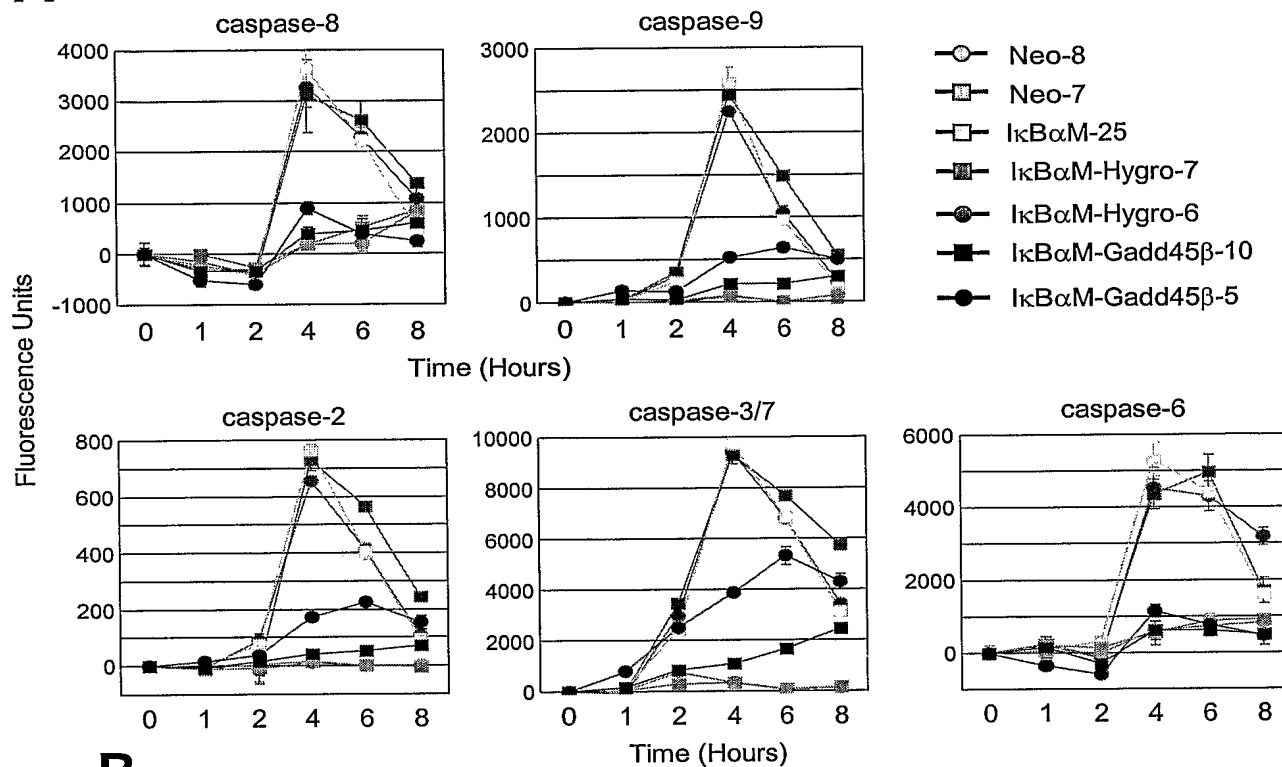 caspase-8
4000
3000
2000
1000
0
-1000
0 1 2 4 6 8
caspase-9
3000
2000
1000
0
0 1 2 4 6 8
Neo-8
Neo-7
IκBαM-25
IκBαM-Hygro-7
IκBαM-Hygro-6
IκBαM-Gadd45β-10
IκBαM-Gadd45β-5
Time (Hours)
Fluorescence Units
caspase-2
800
600
400
200
0
0 1 2 4 6 8
caspase-3/7
10000
8000
6000
4000
2000
0
0 1 2 4 6 8
caspase-6
6000
4000
2000
0
0 1 2 4 6 8
Time (Hours)